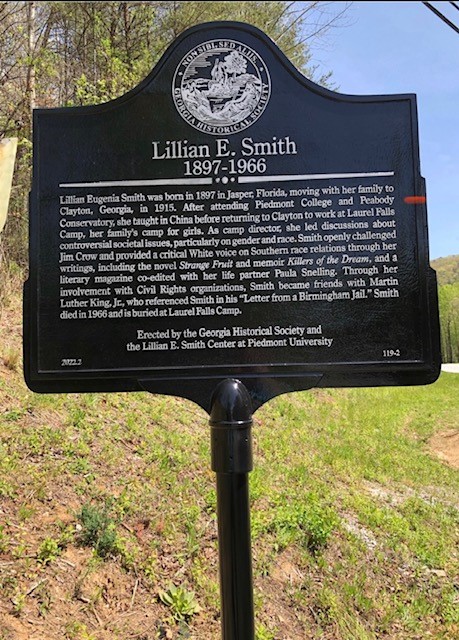 NON SIBI, SED ALIIS.
GEORGIA HISTORICAL SOCIETY
Lillian E. Smith
1897-1966
Lillian Eugenia Smith was born in 1897 in Jasper, Florida, moving with her family to
Clayton, Georgia, in 1915. After attending Piedmont College and Peabody
Conservatory, she taught in China before returning to Clayton to work at Laurel Falls
Camp, her family's camp for girls. As camp director, she led discussions about
controversial societal issues, particularly on gender and race. Smith openly challenged
Jim Crow and provided a critical White voice on Southern race relations through her
writings, including the novel Strange Fruit and memoir Killers of the Dream, and a
literary magazine co-edited with her life partner Paula Snelling. Through her
involvement with Civil Rights organizations, Smith became friends with Martin
Luther King, Jr., who referenced Smith in his "Letter from a Birmingham Jail." Smith
died in 1966 and is buried at Laurel Falls Camp.
Erected by the Georgia Historical Society and
the Lillian E. Smith Center at Piedmont University
2022.2
119-2